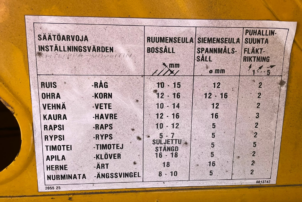 SÄÄTÖARVOJA
INSTÄLLNINGSVÄRDEN
RUUMENSEULA
BOSSÅLL
mm
SIEMENSEULA
SPANNMÅLS-
SÅLL
ø mm
PUHALLIN-
SUUNTA
FLÄKT-
RIKTNING
1 5
RUIS -RÅG 10 - 15 12 2
OHRA -KORN 12 - 16 12 - 16 2
VEHNÄ -VETE 10 - 14 12 2
KAURA -HAVRE 12 - 16 16 3
RAPSI -RAPS 10 - 12 5 2
RYPSI -RYPS 5 - 7 5 2
TIMOTEI -TIMOTEJ SULJETTU STÄNGD 5 2
APILA -KLÖVER 16 - 18 5 2
HERNE -ÄRT 18 16 2
NURMINATA -ÄNGSSVINGEL 8 - 10 5 2